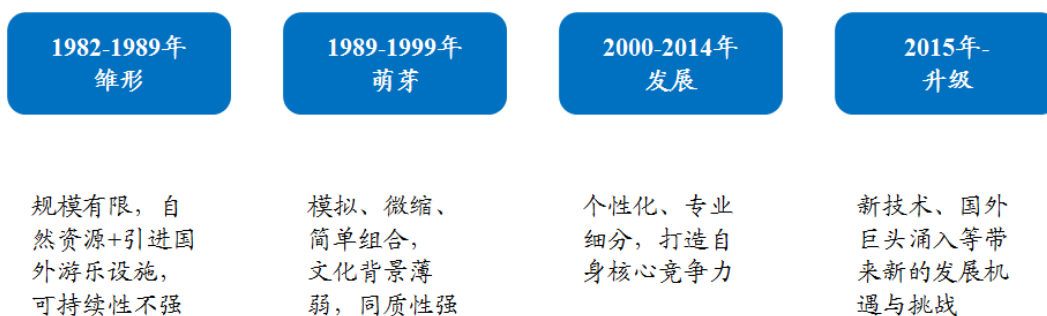 1982-1989年
雏形
1989-1999年
萌芽
2000-2014年
发展
2015年-
升级
规模有限，自
然资源+引进国
外游乐设施，
可持续性不强
模拟、微缩、
简单组合，
文化背景薄
弱，同质性强
个性化、专业
细分，打造自
身核心竞争力
新技术、国外
巨头涌入等带
来新的发展机
遇与挑战